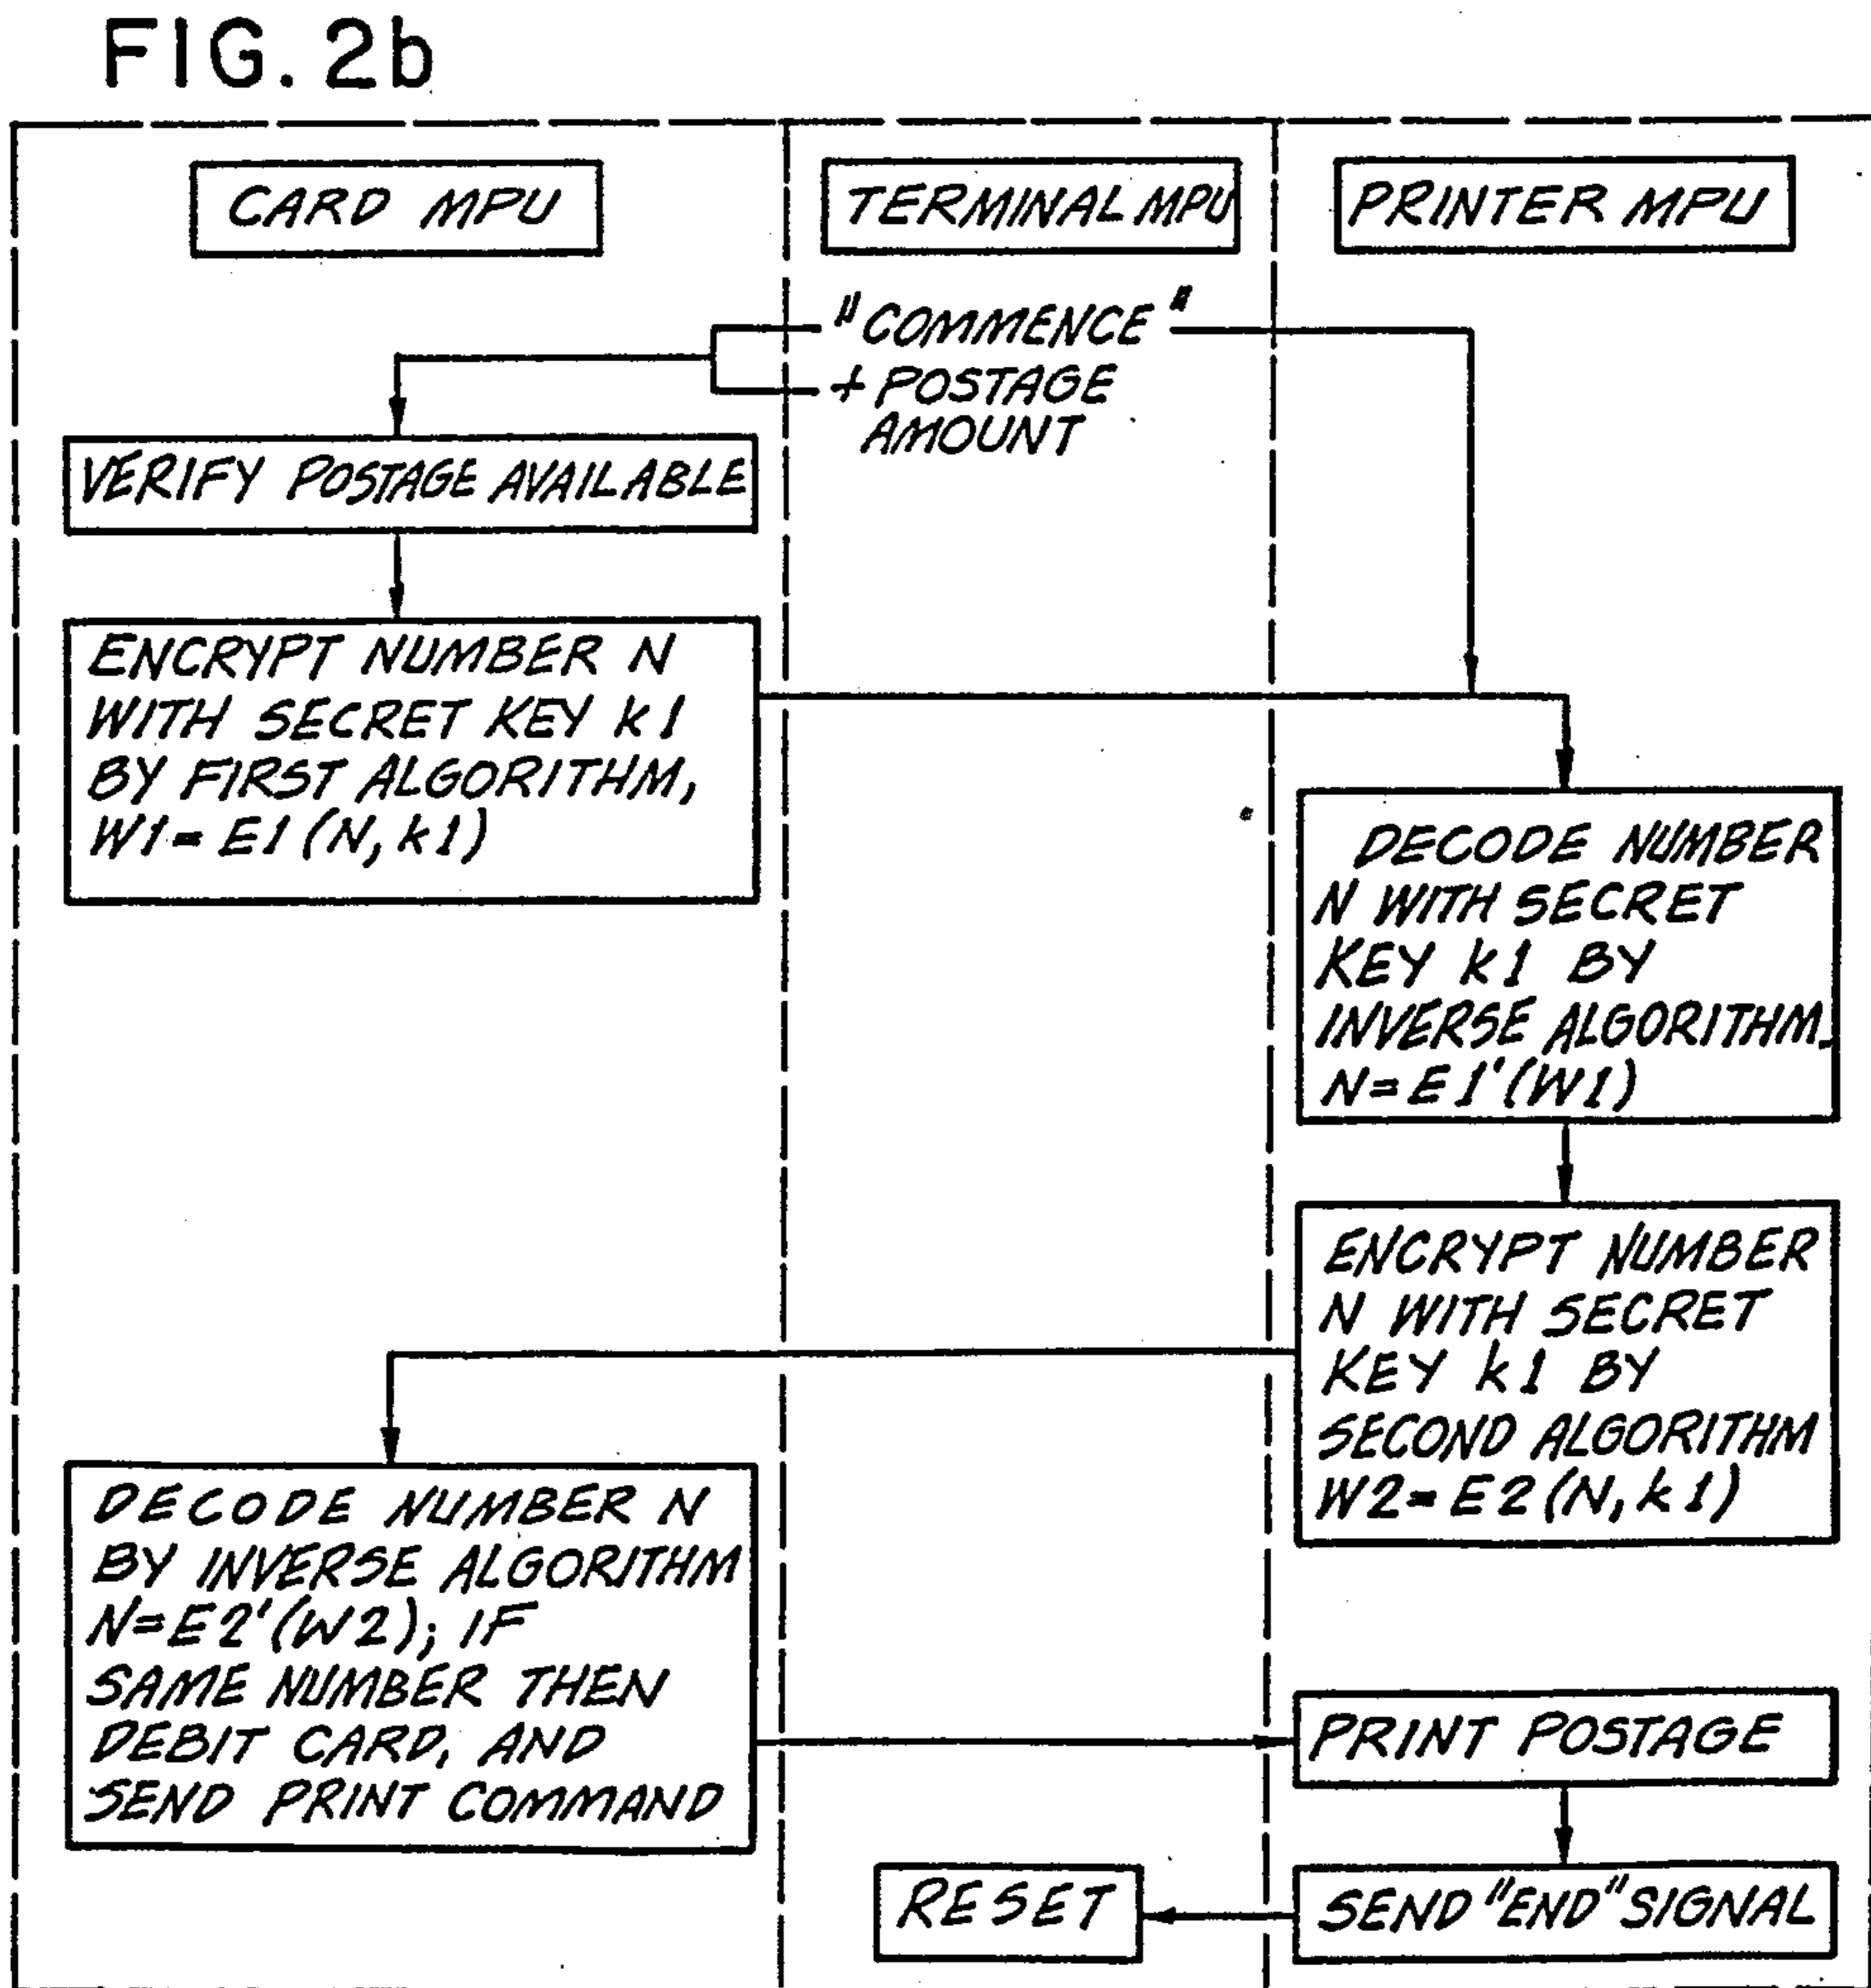 FIG. 2b
CARD MPU
TERMINAL MPU
PRINTER MPU
"COMMENCE"
+ POSTAGE
AMOUNT
VERIFY POSTAGE AVAILABLE
ENCRYPT NUMBER N
WITH SECRET KEY k1
BY FIRST ALGORITHM,
W1=E1(N,k1)
DECODE NUMBER
N WITH SECRET
KEY k1 BY
INVERSE ALGORITHM,
N=E1'(W1)
ENCRYPT NUMBER
N WITH SECRET
KEY k1 BY
SECOND ALGORITHM
W2=E2(N,k1)
DECODE NUMBER N
BY INVERSE ALGORITHM
N=E2'(W2); IF
SAME NUMBER THEN
DEBIT CARD, AND
SEND PRINT COMMAND
PRINT POSTAGE
SEND "END" SIGNAL
RESET